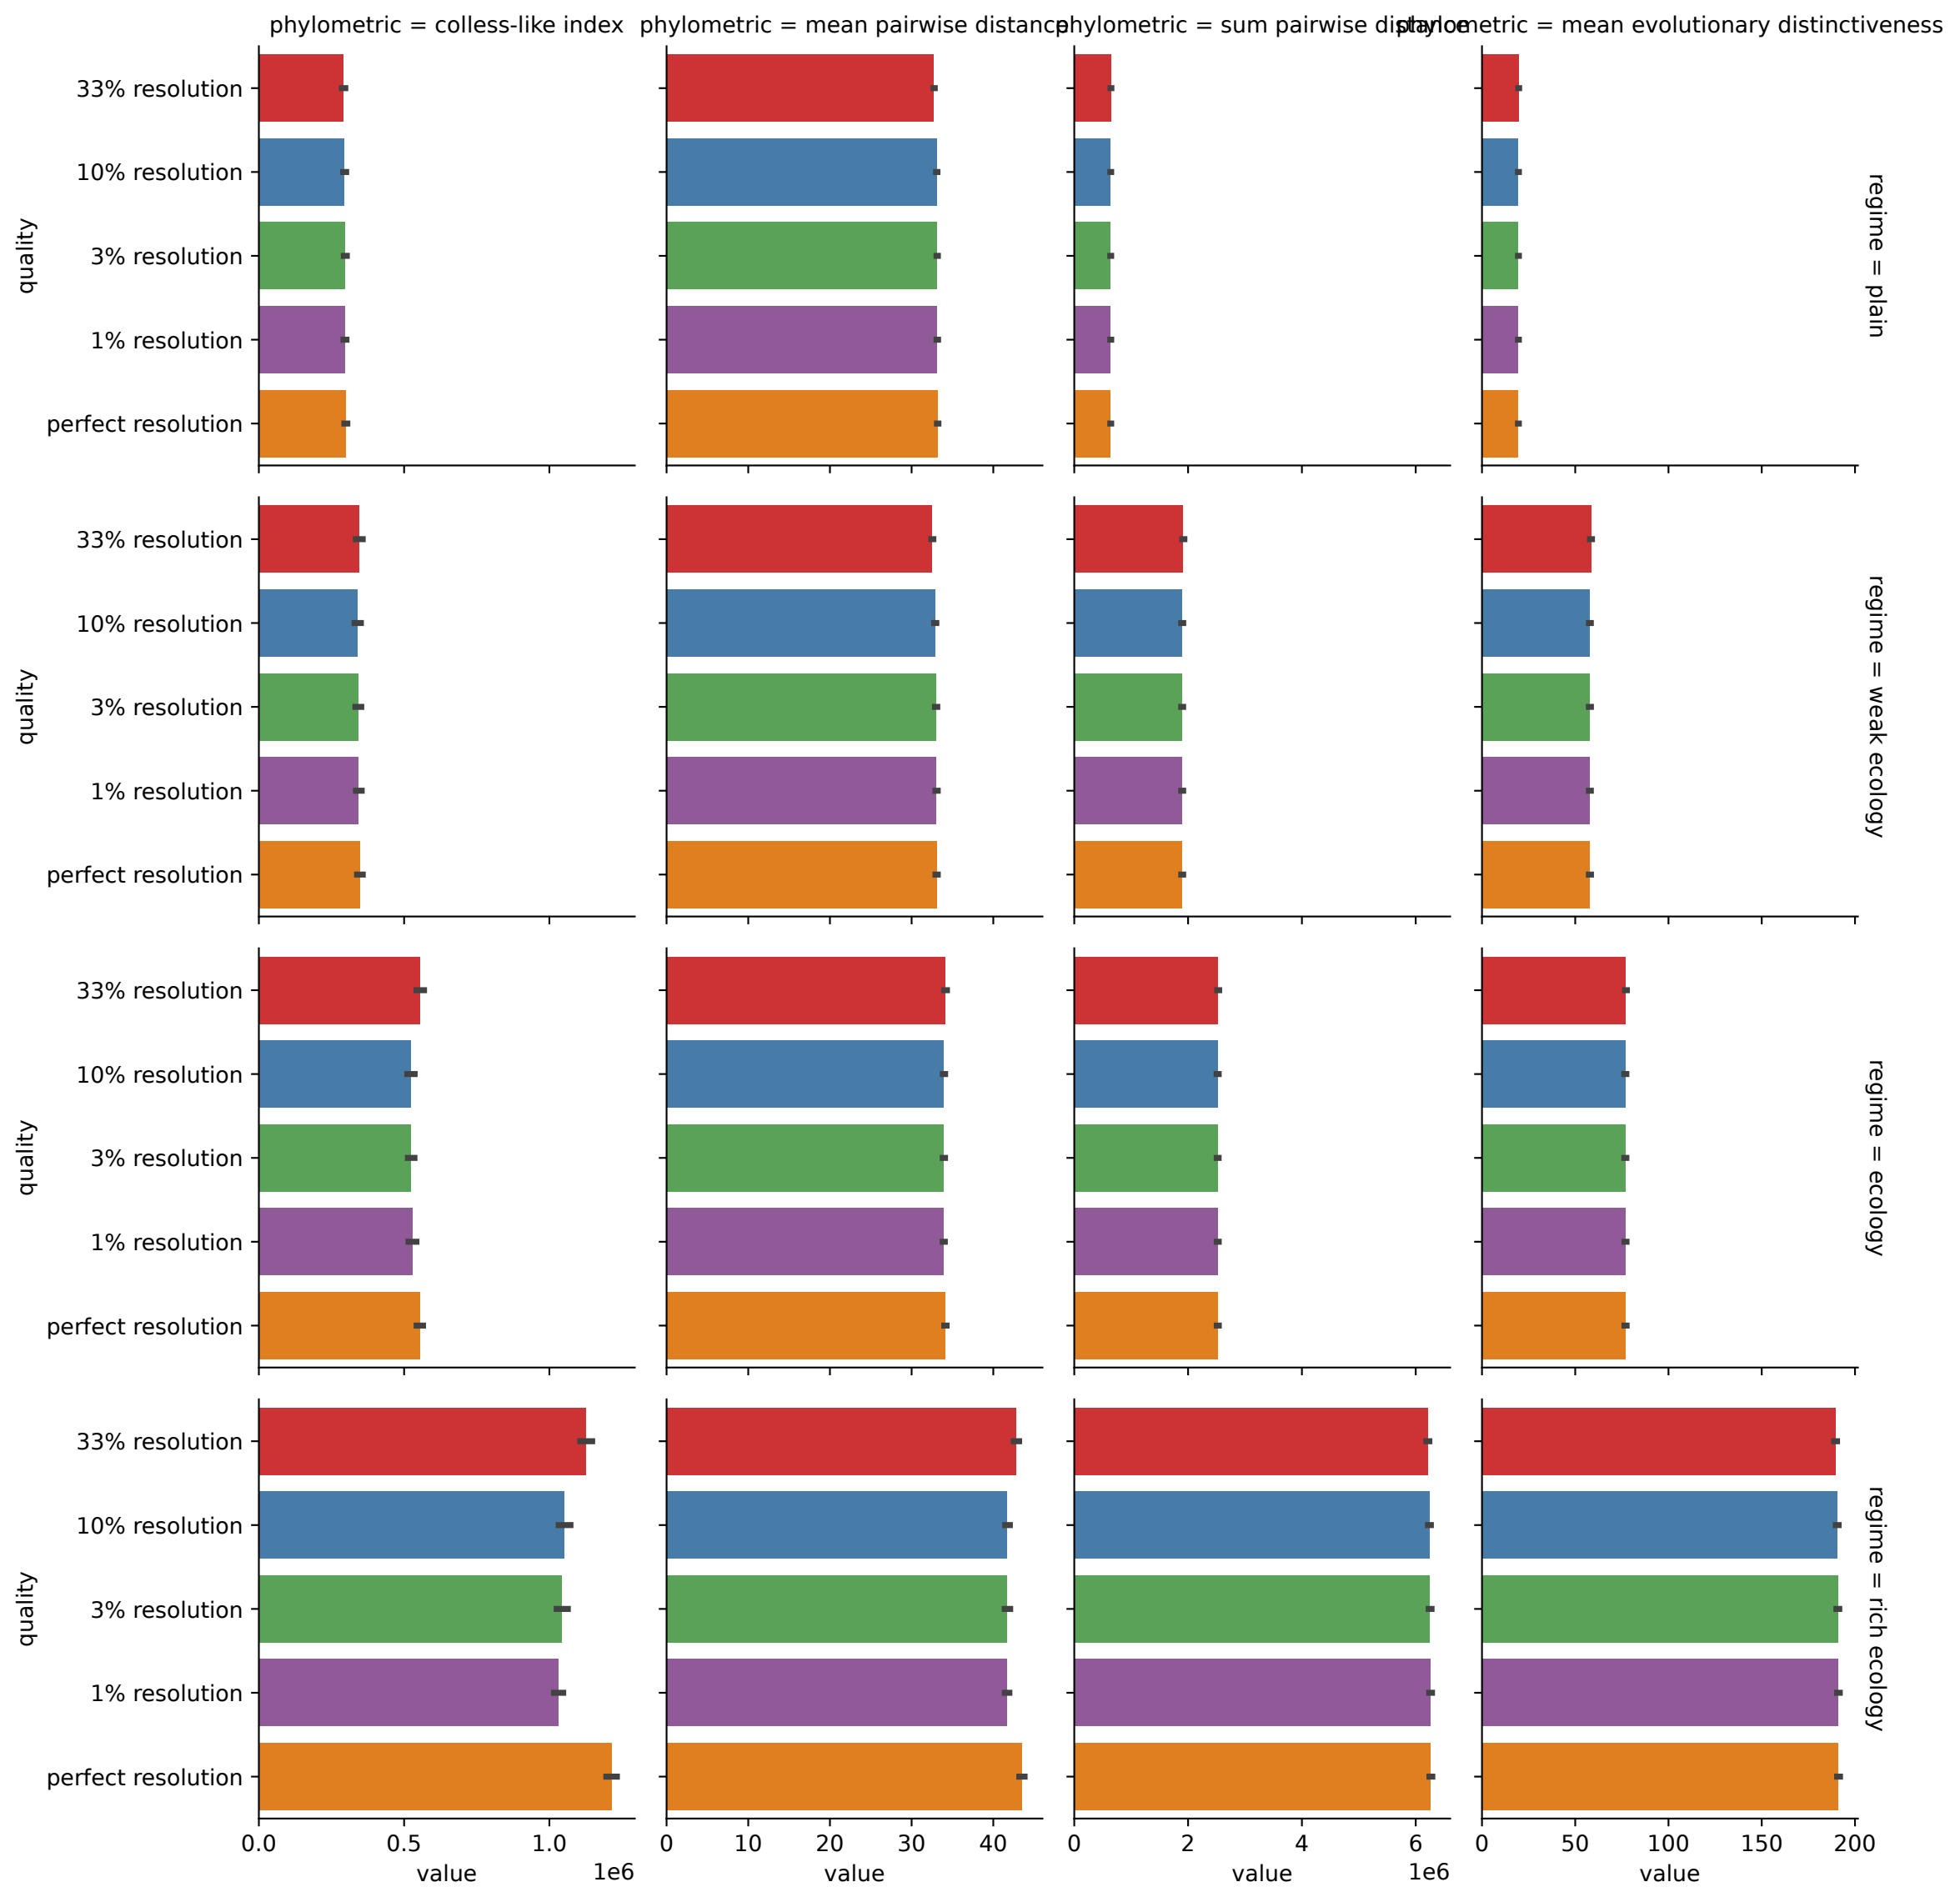 phylometric = colless-like index
phylometric = mean pairwise distance
phylometric = sum pairwise distance
phylometric = mean evolutionary distinctiveness
33% resolution
10% resolution
3% resolution
1% resolution
perfect resolution
quality
regime = plain
33% resolution
10% resolution
3% resolution
1% resolution
perfect resolution
quality
regime = weak ecology
33% resolution
10% resolution
3% resolution
1% resolution
perfect resolution
quality
regime = ecology
33% resolution
10% resolution
3% resolution
1% resolution
perfect resolution
quality
regime = rich ecology
0.0 0.5 1.0
1e6
value
0 10 20 30 40
value
0 2 4 6
1e6
value
0 50 100 150 200
value